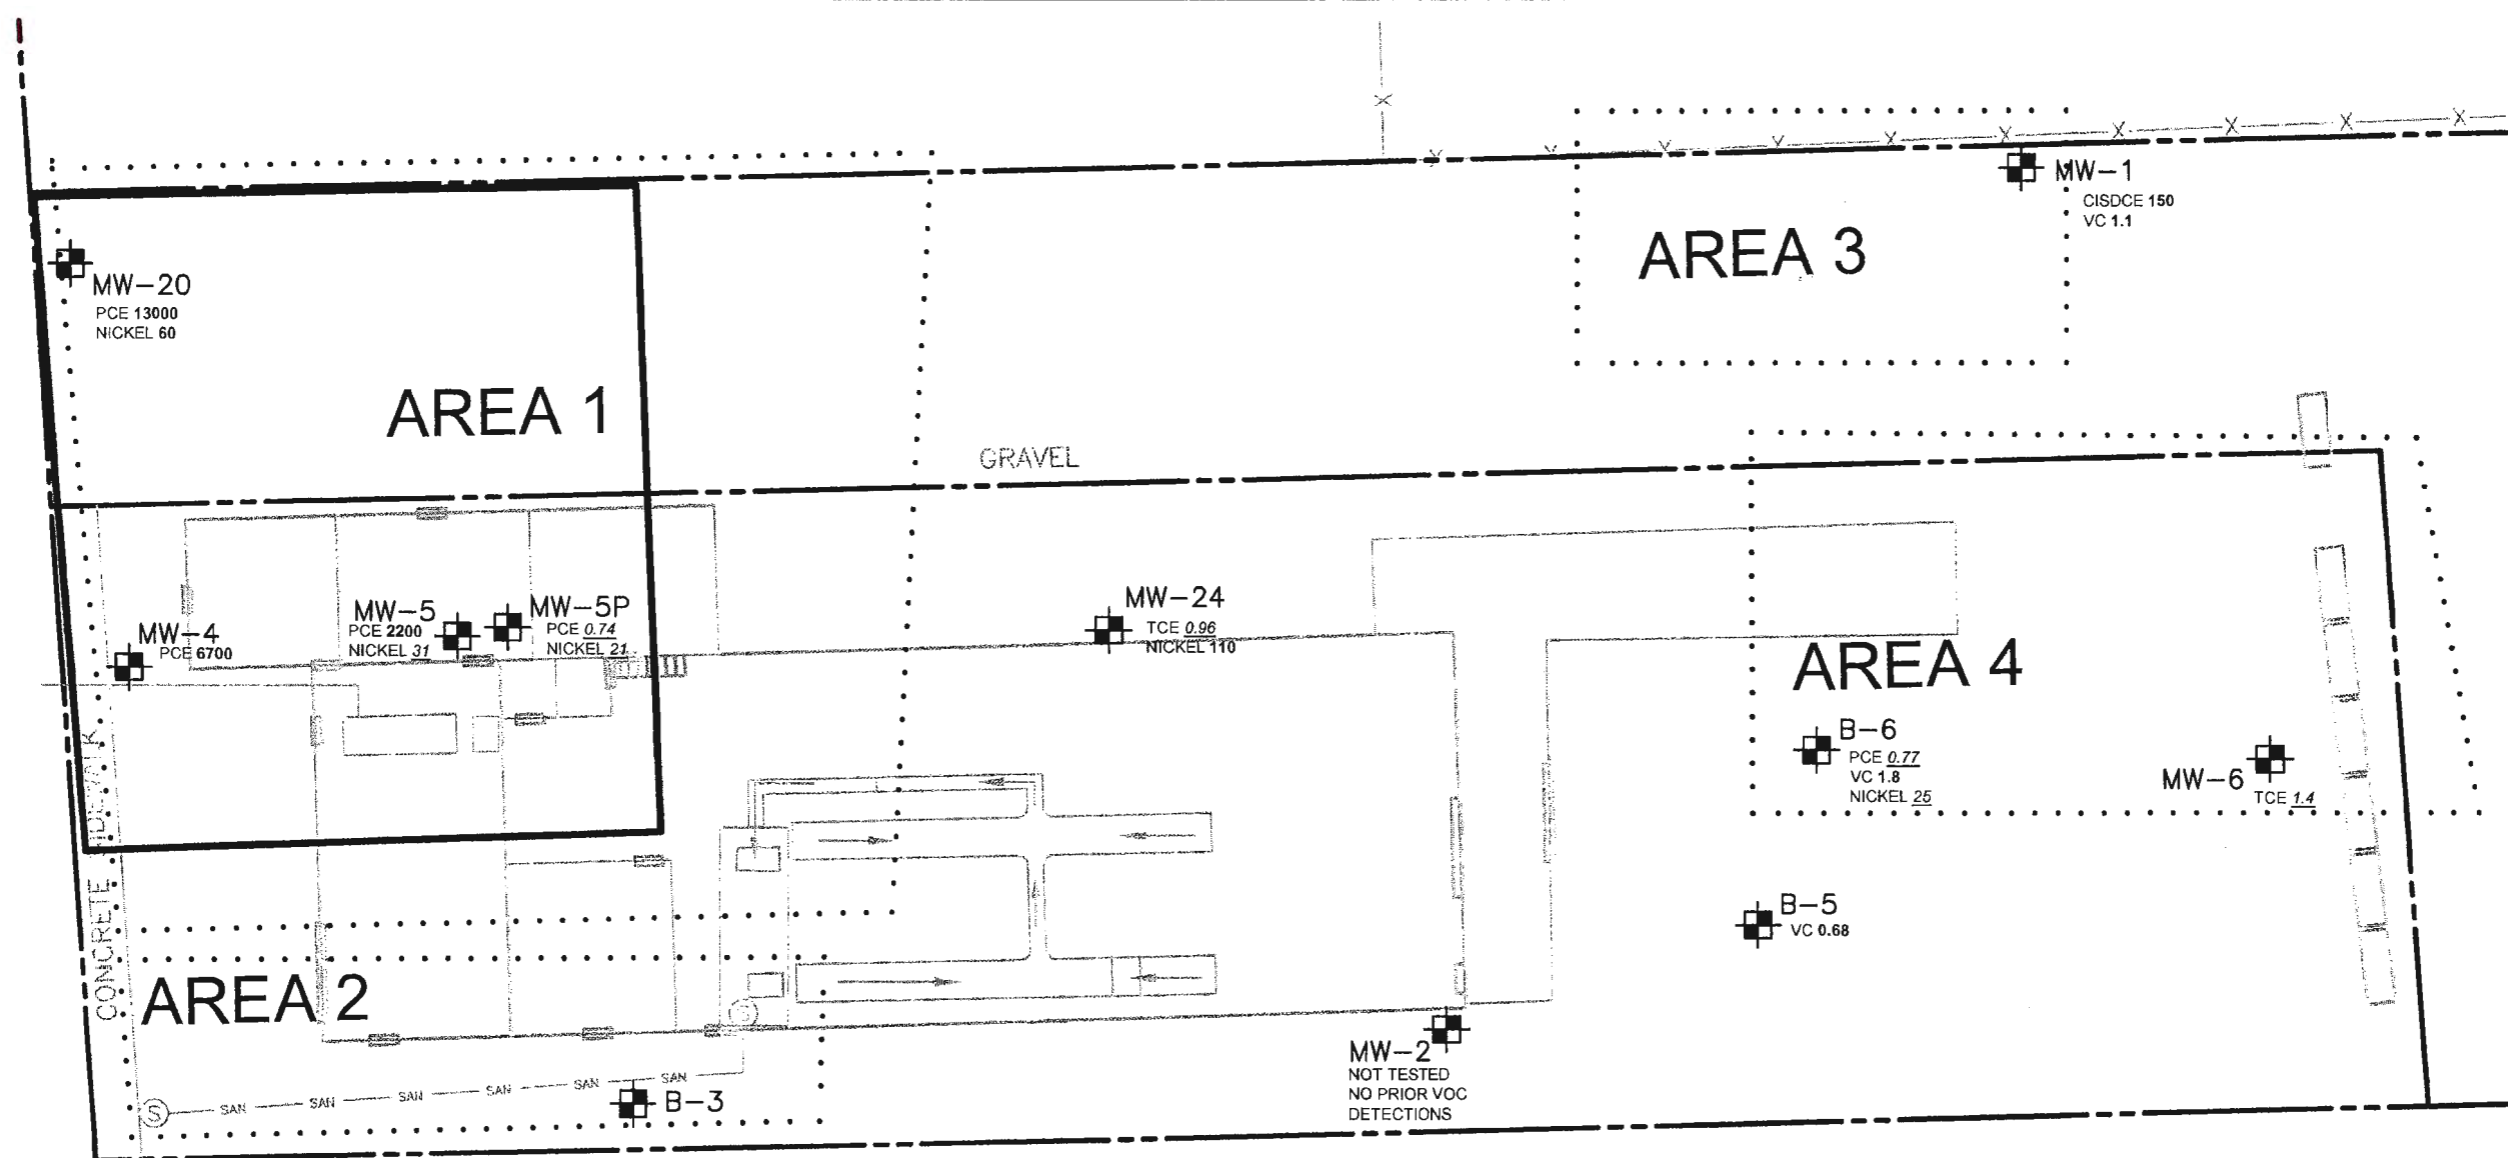 MW-1
CISDCE 150
VC 1.1
AREA 3
MW-20
PCE 13000
NICKEL 60
AREA 1
GRAVEL
MW-5
PCE 2200
NICKEL 31
MW-5P
PCE 0.74
NICKEL 21
MW-24
TCE 0.96
NICKEL 110
MW-4
PCE 6700
AREA 4
B-6
PCE 0.77
VC 1.8
NICKEL 25
MW-6
TCE 1.4
B-5
VC 0.68
CONCRETE SIDEWALK
AREA 2
S
MW-2
NOT TESTED
NO PRIOR VOC
DETECTIONS
S SAN SAN SAN SAN SAN SAN
B-3